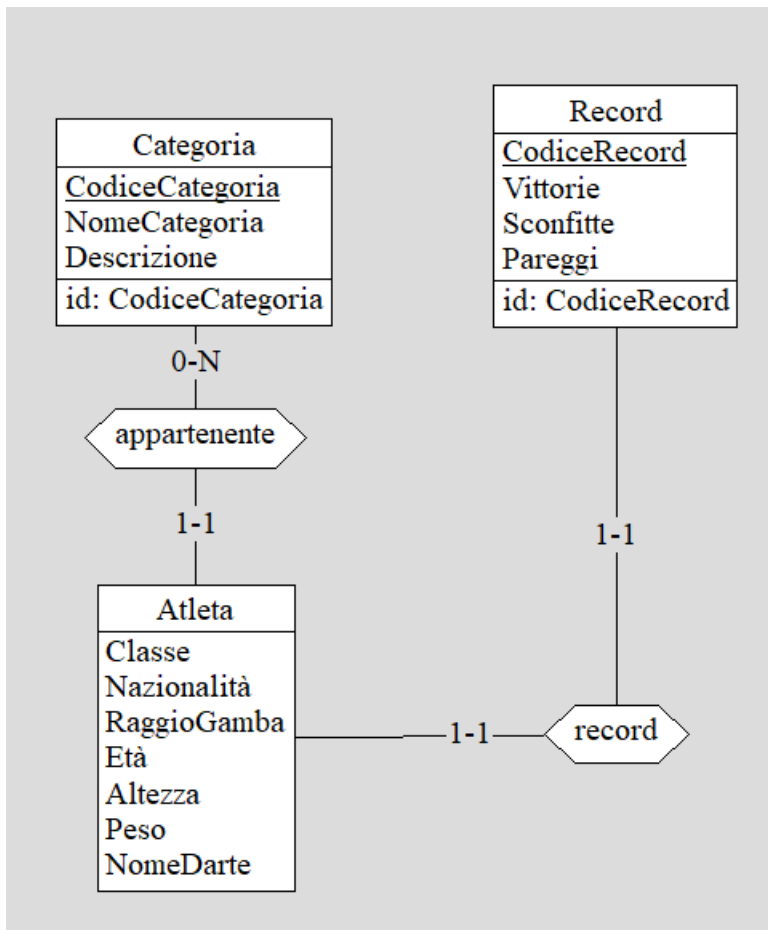 Categoria
CodiceCategoria
NomeCategoria
Descrizione
id: CodiceCategoria
Record
CodiceRecord
Vittorie
Sconfitte
Pareggi
id: CodiceRecord
0-N
appartenente
1-1
1-1
Atleta
Classe
Nazionalità
RaggioGamba
Età
Altezza
Peso
NomeDarte
1-1
record